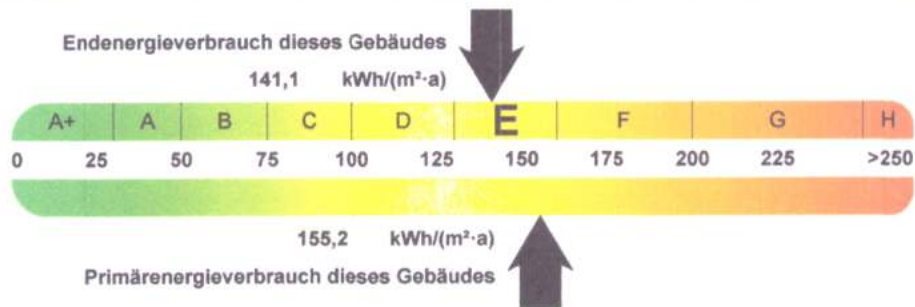 Endenergieverbrauch dieses Gebäudes
141,1 kWh/(m²·a)
A+ A B C D E F G H
0 25 50 75 100 125 150 175 200 225 >250
155,2 kWh/(m²·a)
Primärenergieverbrauch dieses Gebäudes